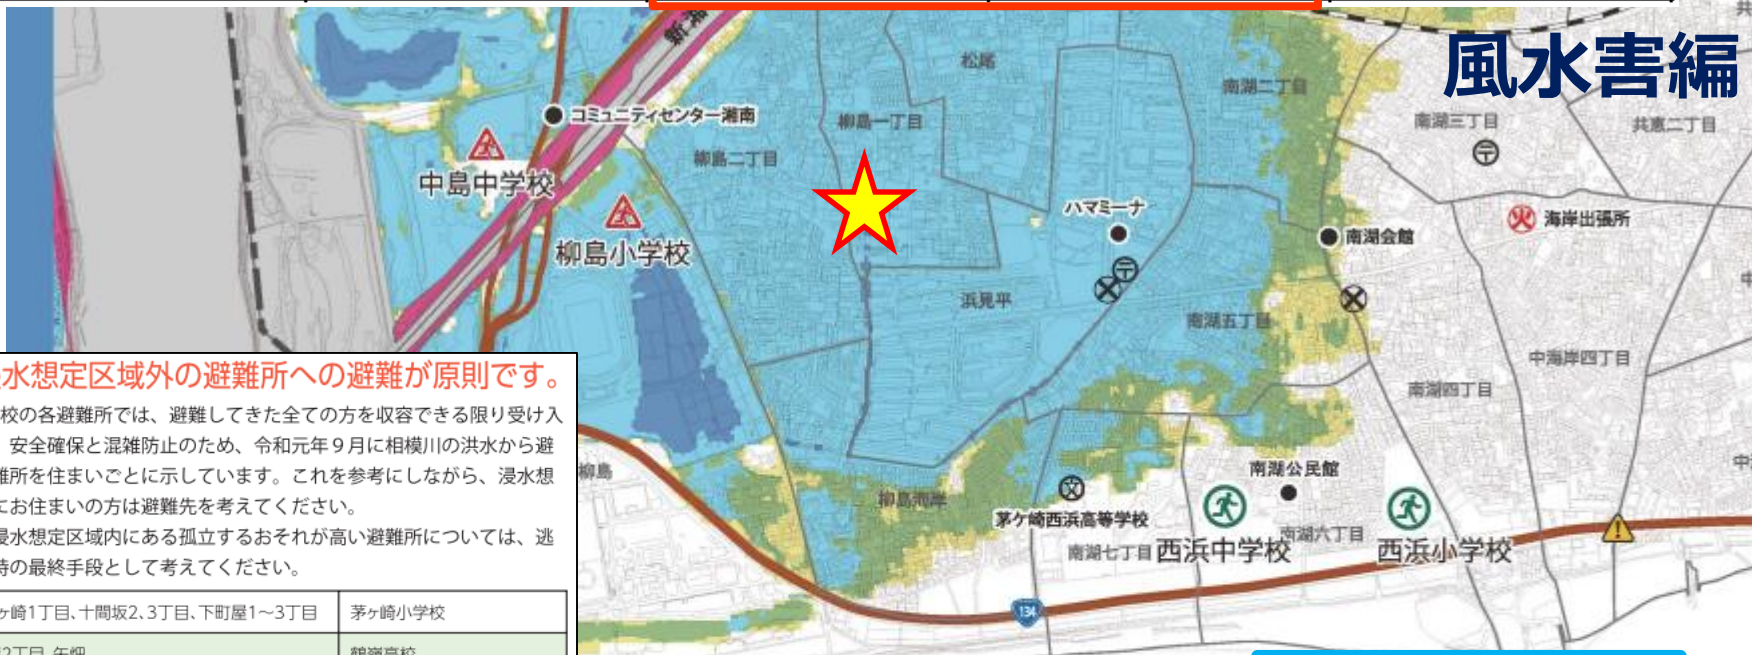 風水害編
松尾
南湖二丁目
コミュニティセンター湘南
柳島一丁目
南湖三丁目
共恵二丁目
柳島二丁目
中島中学校
ハマミーナ
海岸出張所
柳島小学校
南湖会館
浜見平
南湖五丁目
中海岸四丁目
南湖四丁目
水想定区域外の避難所への避難が原則です。
校の各避難所では、避難してきた全ての方を収容できる限り受け入
安全確保と混雑防止のため、令和元年９月に相模川の洪水から避
難所を住まいごとに示しています。これを参考にしながら、浸水想
にお住まいの方は避難先を考えてください。
浸水想定区域内にある孤立するおそれが高い避難所については、逃
時の最終手段として考えてください。
ケ崎1丁目、十間坂2、3丁目、下町屋1～3丁目
茅ヶ崎小学校
2丁目、矢畑
鶴嶺高校
柳島
柳島海岸
南湖公民館
茅ケ崎西浜高等学校
南湖七丁目
西浜中学校
南湖六丁目
西浜小学校
134